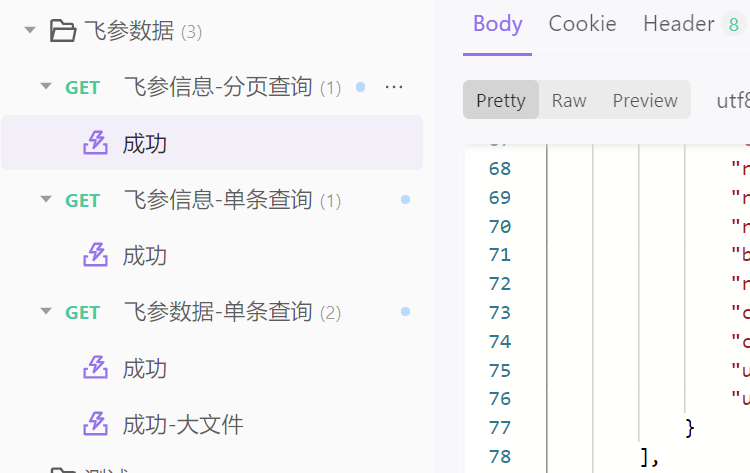 飞参数据 (3)
GET 飞参信息-分页查询 (1) ...
成功
GET 飞参信息-单条查询 (1)
成功
GET 飞参数据-单条查询 (2)
成功
成功-大文件
Body Cookie Header 8
Pretty Raw Preview utf8
68 "r
69 "r
70 "r
71 "b
72 "r
73 "c
74 "c
75 "u
76 "u
77 }
78 ],